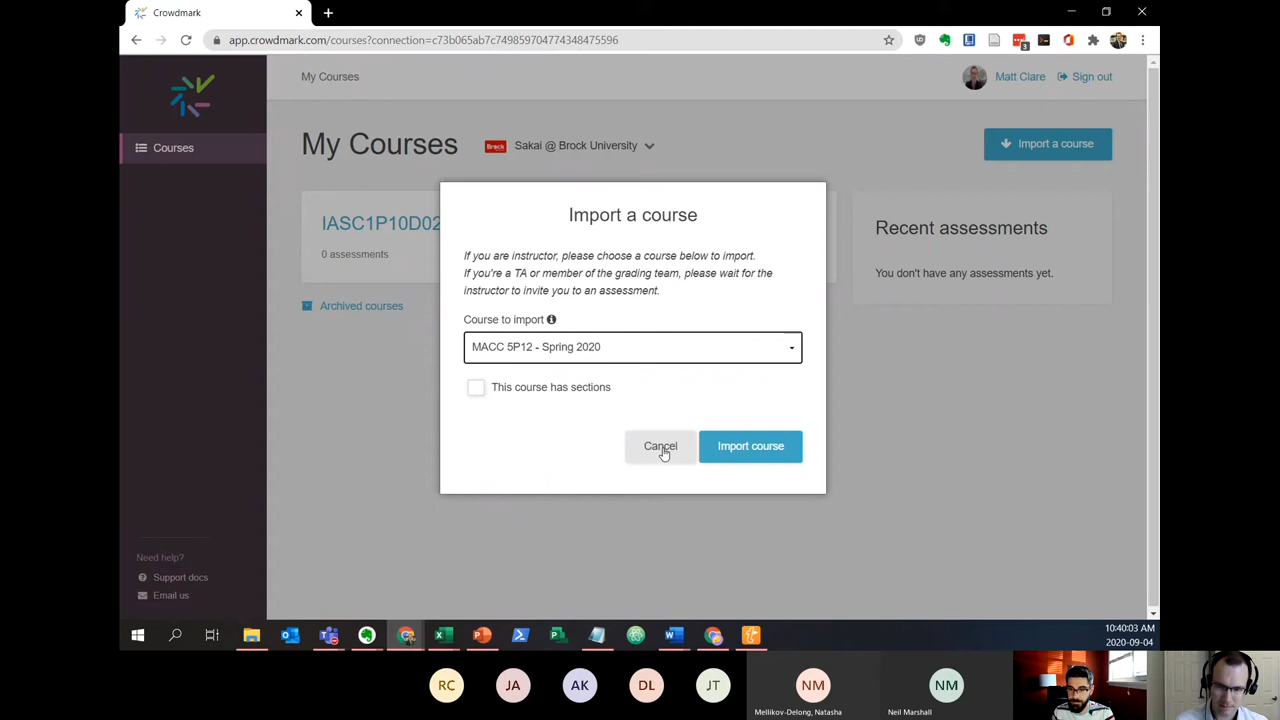 Crowdmark
app.crowdmark.com/courses?connection=c73b065ab7c749859704774348475596
3
My Courses
Matt Clare
Sign out
Courses
My Courses
Brock
Sakai @ Brock University
Import a course
IASC1P10D02
0 assessments
Archived courses
Recent assessments
You don't have any assessments yet.
Import a course
If you are instructor, please choose a course below to import.
If you're a TA or member of the grading team, please wait for the
instructor to invite you to an assessment.
Course to import
MACC 5P12 - Spring 2020
This course has sections
Cancel
Import course
Need help?
Support docs
Email us
10:40:03 AM
2020-09-04
RC
JA
AK
DL
JT
NM
NM
Mellikov-Delong, Natasha
Neil Marshall